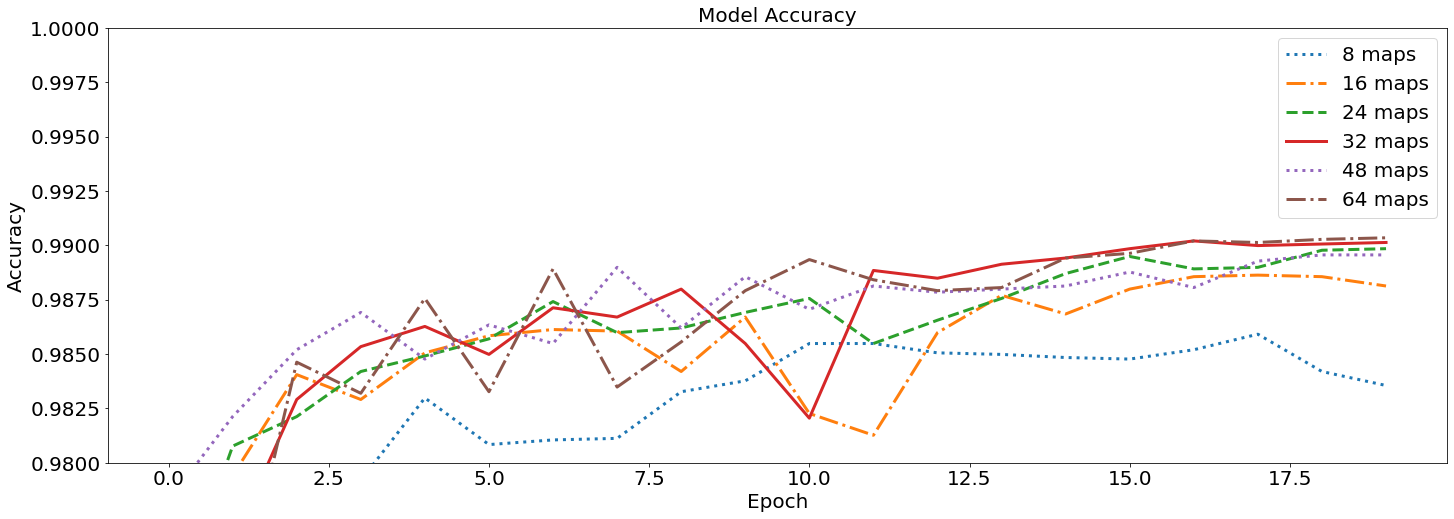 Model Accuracy
1.0000
0.9975
0.9950
0.9925
0.9900
0.9875
0.9850
0.9825
0.9800
Accuracy
8 maps
16 maps
24 maps
32 maps
48 maps
64 maps
0.0 2.5 5.0 7.5 10.0 12.5 15.0 17.5
Epoch